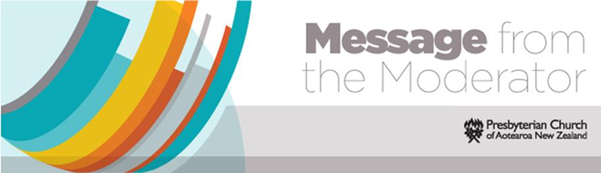 Message from
the Moderator
Presbyterian Church
of Aotearoa New Zealand